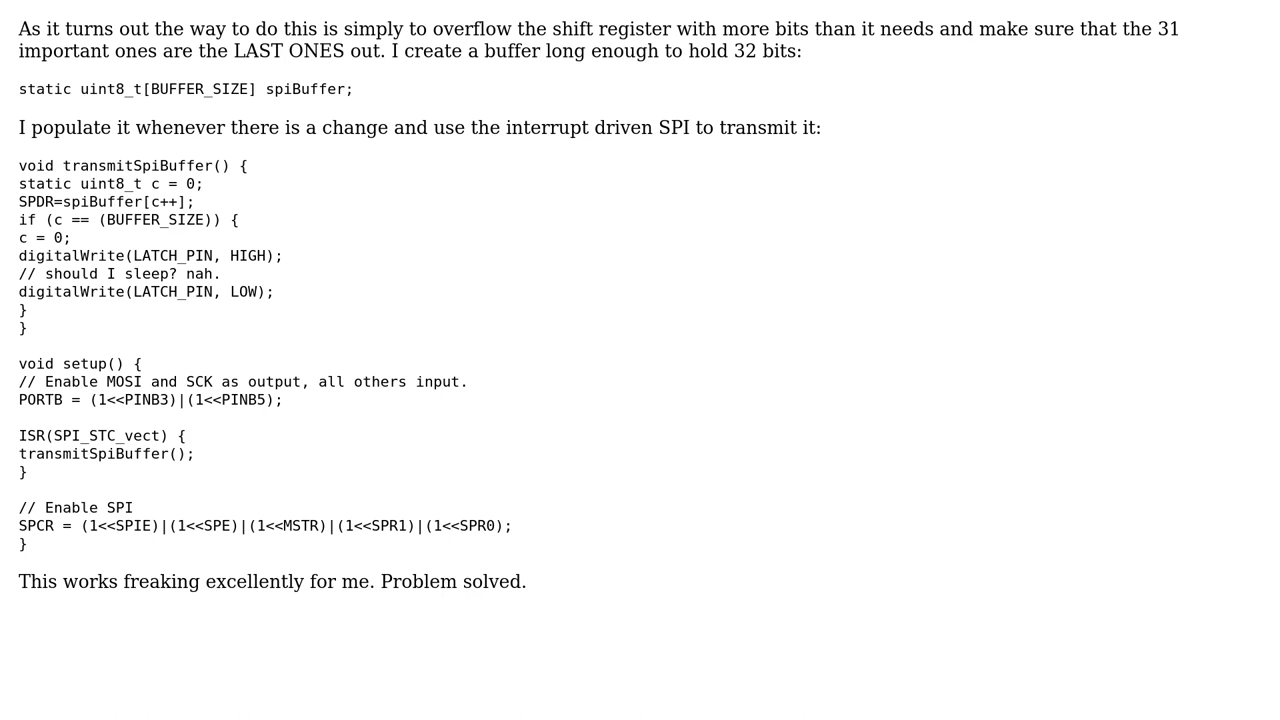 As it turns out the way to do this is simply to overflow the shift register with more bits than it needs and make sure that the 31
important ones are the LAST ONES out. I create a buffer long enough to hold 32 bits:
static uint8_t[BUFFER_SIZE] spiBuffer;
I populate it whenever there is a change and use the interrupt driven SPI to transmit it:
void transmitSpiBuffer() {
static uint8_t c = 0;
SPDR=spiBuffer[c++];
if (c == (BUFFER_SIZE)) {
c = 0;
digitalWrite(LATCH_PIN, HIGH);
// should I sleep? nah.
digitalWrite(LATCH_PIN, LOW);
}
}
void setup() {
// Enable MOSI and SCK as output, all others input.
PORTB = (1<<PINB3)|(1<<PINB5);
ISR(SPI_STC_vect) {
transmitSpiBuffer();
}
// Enable SPI
SPCR = (1<<SPIE)|(1<<SPE)|(1<<MSTR)|(1<<SPR1)|(1<<SPR0);
}
This works freaking excellently for me. Problem solved.